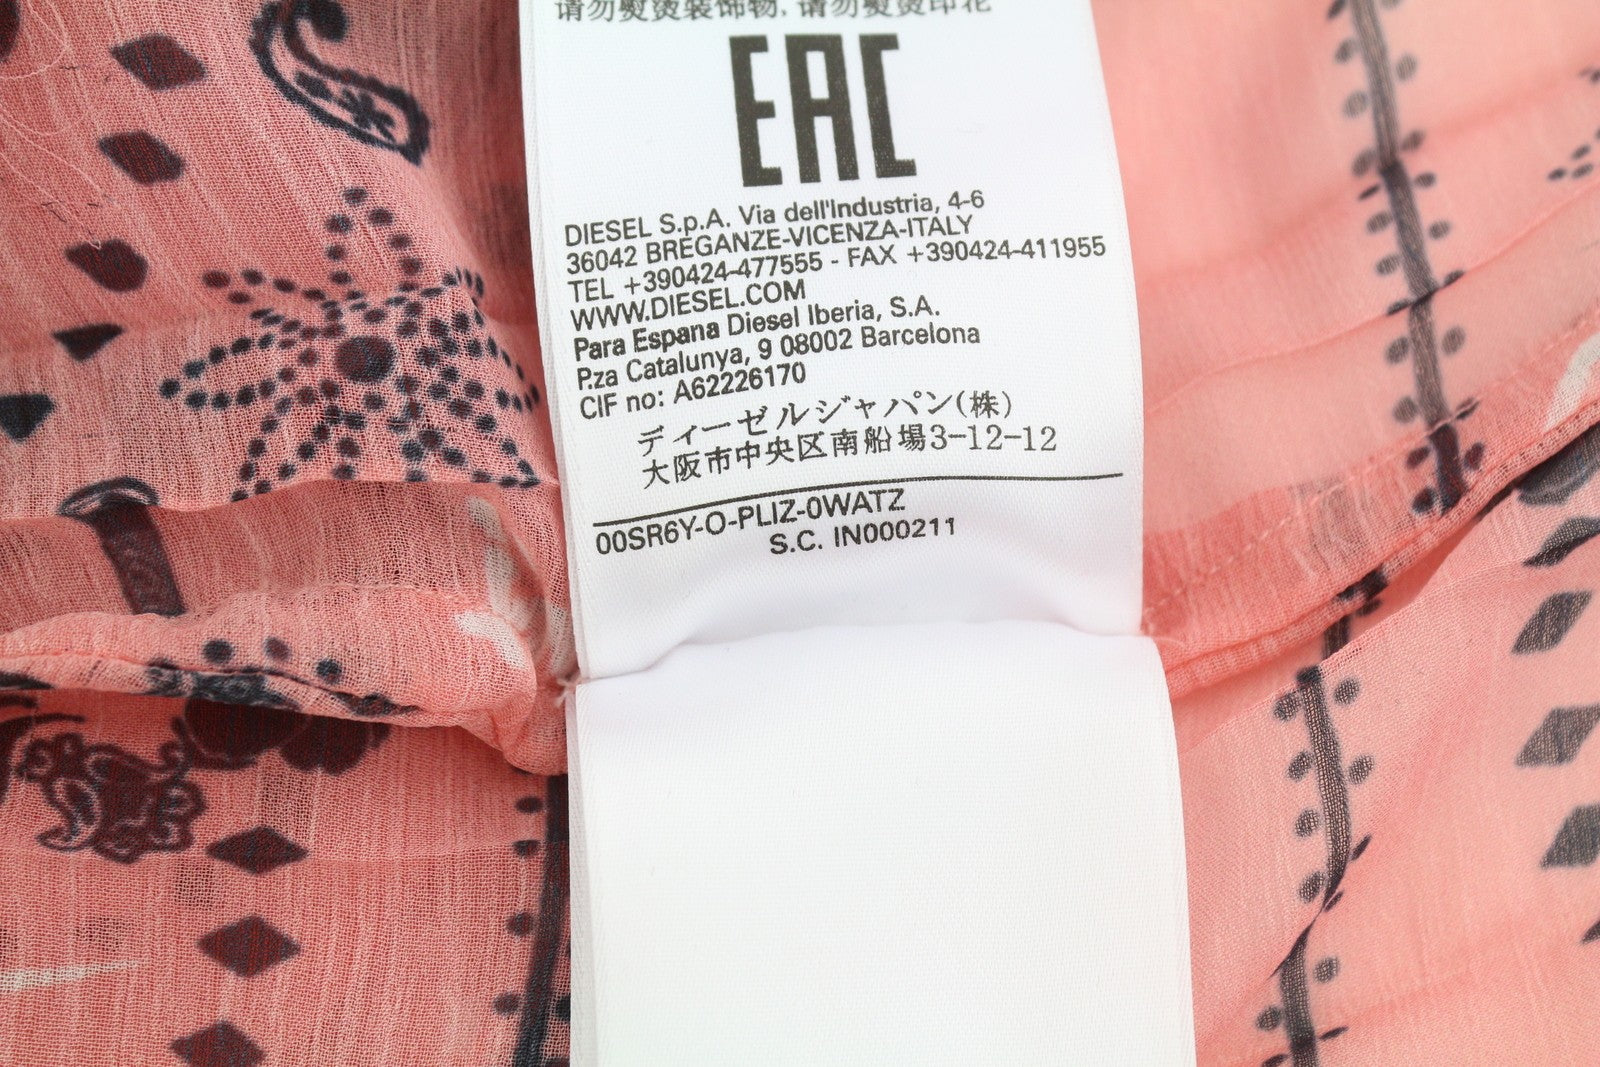 请勿熨烫装饰物, 请勿熨烫印花
EAC
DIESEL S.p.A. Via dell'Industria, 4-6
36042 BREGANZE-VICENZA-ITALY
TEL +390424-477555 - FAX +390424-411955
WWW.DIESEL.COM
Para Espana Diesel Iberia, S.A.
P.za Catalunya, 9 08002 Barcelona
CIF no: A62226170
ディーゼルジャパン(株)
大阪市中央区南船場3-12-12
00SR6Y-O-PLIZ-0WATZ
S.C. IN000211